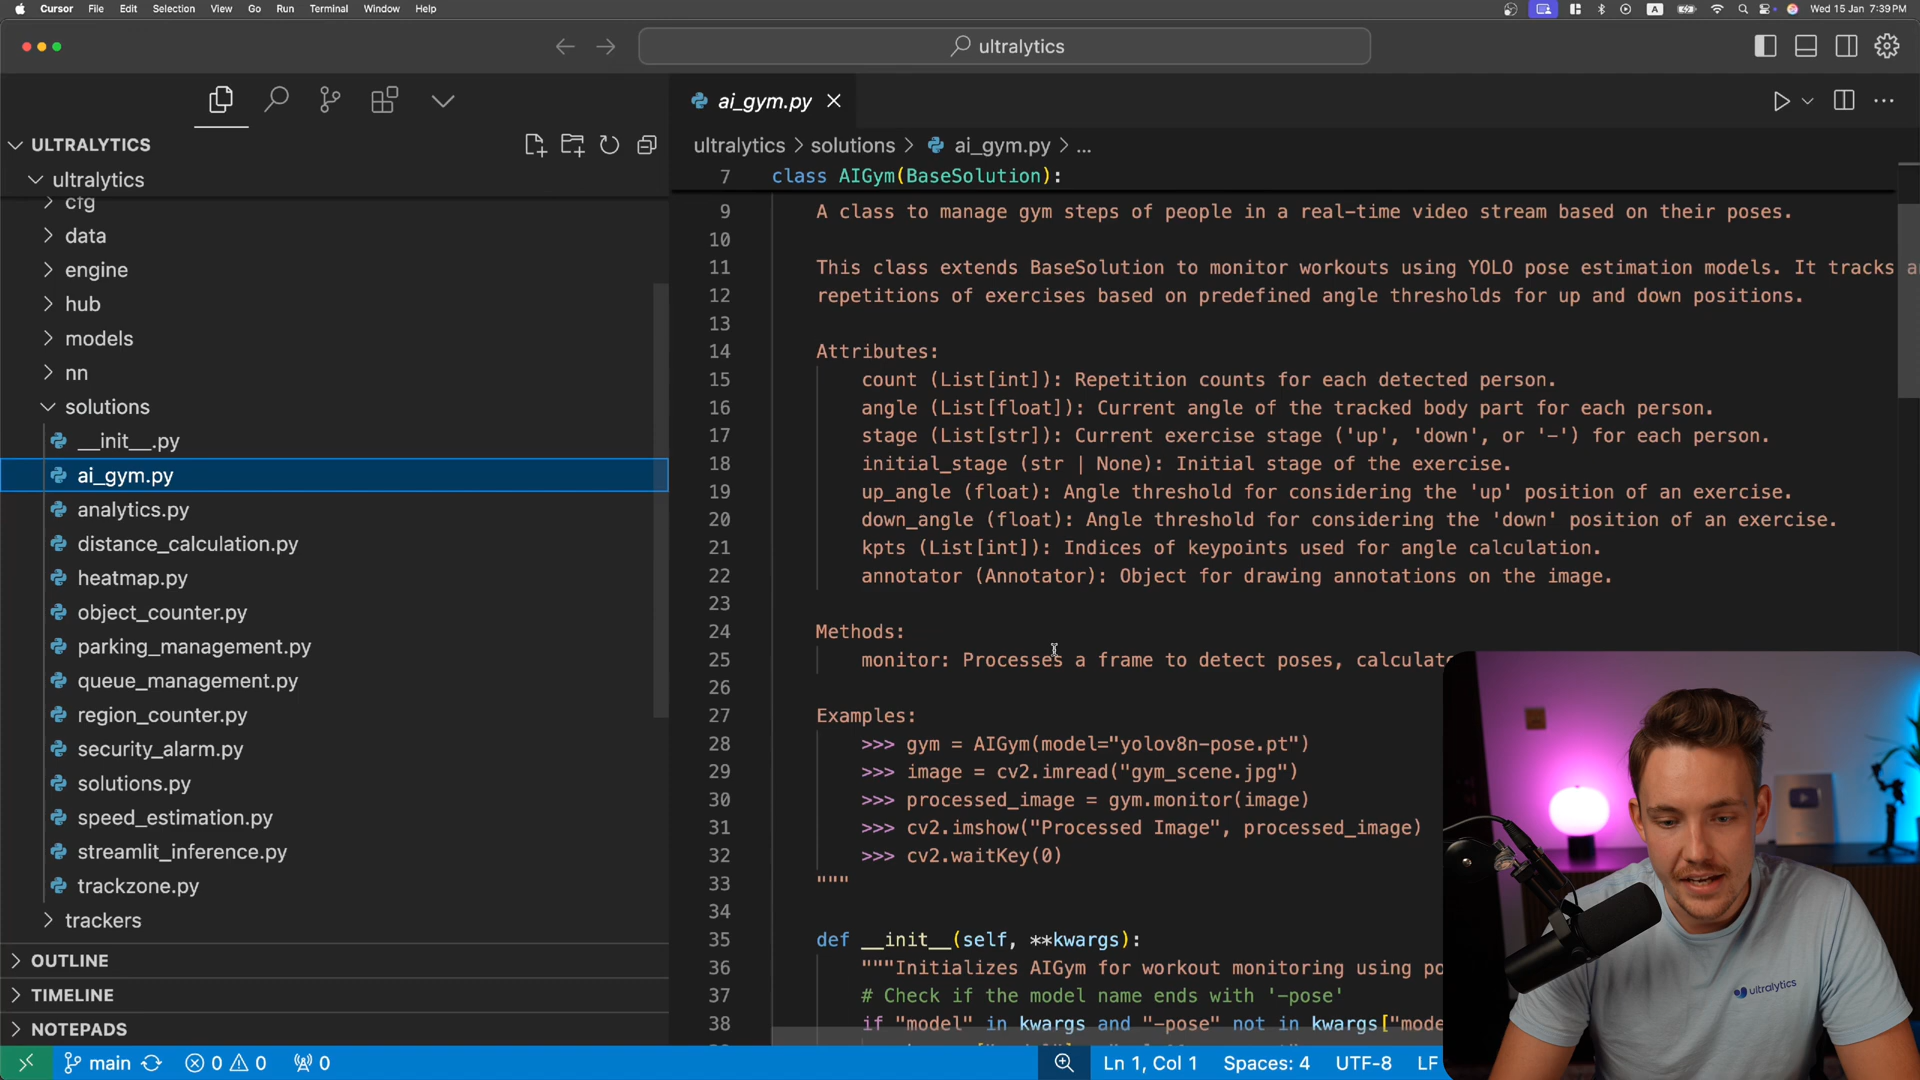 Cursor File Edit Selection View Go Run Terminal Window Help
A
Wed 15 Jan 7:39 PM
ultralytics
ULTRALYTICS
ultralytics
cfg
data
engine
hub
models
nn
solutions
__init__.py
ai_gym.py
analytics.py
distance_calculation.py
heatmap.py
object_counter.py
parking_management.py
queue_management.py
region_counter.py
security_alarm.py
solutions.py
speed_estimation.py
streamlit_inference.py
trackzone.py
trackers
OUTLINE
TIMELINE
NOTEPADS
ai_gym.py
ultralytics > solutions > ai_gym.py > ...
7 class AIGym(BaseSolution):
9 A class to manage gym steps of people in a real-time video stream based on their poses.
10
11 This class extends BaseSolution to monitor workouts using YOLO pose estimation models. It tracks
12 repetitions of exercises based on predefined angle thresholds for up and down positions.
13
14 Attributes:
15 count (List[int]): Repetition counts for each detected person.
16 angle (List[float]): Current angle of the tracked body part for each person.
17 stage (List[str]): Current exercise stage ('up', 'down', or '-') for each person.
18 initial_stage (str | None): Initial stage of the exercise.
19 up_angle (float): Angle threshold for considering the 'up' position of an exercise.
20 down_angle (float): Angle threshold for considering the 'down' position of an exercise.
21 kpts (List[int]): Indices of keypoints used for angle calculation.
22 annotator (Annotator): Object for drawing annotations on the image.
23
24 Methods:
25 monitor: Processes a frame to detect poses, calculate
26
27 Examples:
28 >>> gym = AIGym(model="yolov8n-pose.pt")
29 >>> image = cv2.imread("gym_scene.jpg")
30 >>> processed_image = gym.monitor(image)
31 >>> cv2.imshow("Processed Image", processed_image)
32 >>> cv2.waitKey(0)
33 """
34
35 def __init__(self, **kwargs):
36 """Initializes AIGym for workout monitoring using po
37 # Check if the model name ends with '-pose'
38 if "model" in kwargs and "-pose" not in kwargs["mode
ultralytics
main 0 0 0
Ln 1, Col 1 Spaces: 4 UTF-8 LF